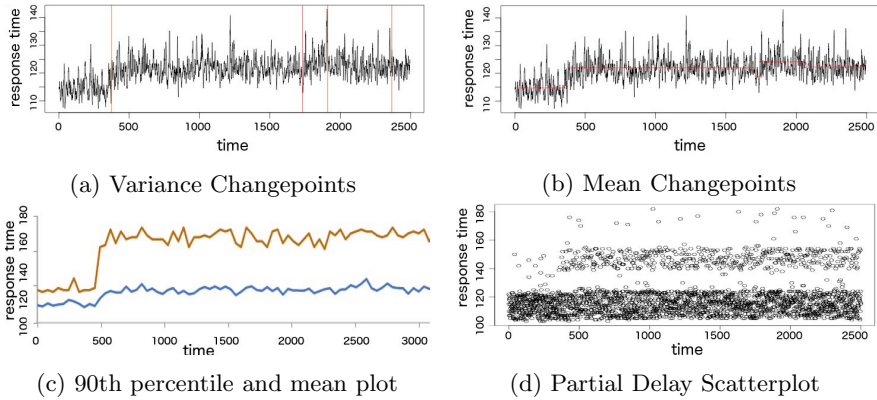 response time
110 120 130 140
0 500 1000 1500 2000 2500
time
(a) Variance Changepoints
response time
110 120 130 140
0 500 1000 1500 2000 2500
time
(b) Mean Changepoints
response time
100 120 140 160 180
0 500 1000 1500 2000 2500 3000
time
(c) 90th percentile and mean plot
response time
100 120 140 160 180
0 500 1000 1500 2000 2500
time
(d) Partial Delay Scatterplot